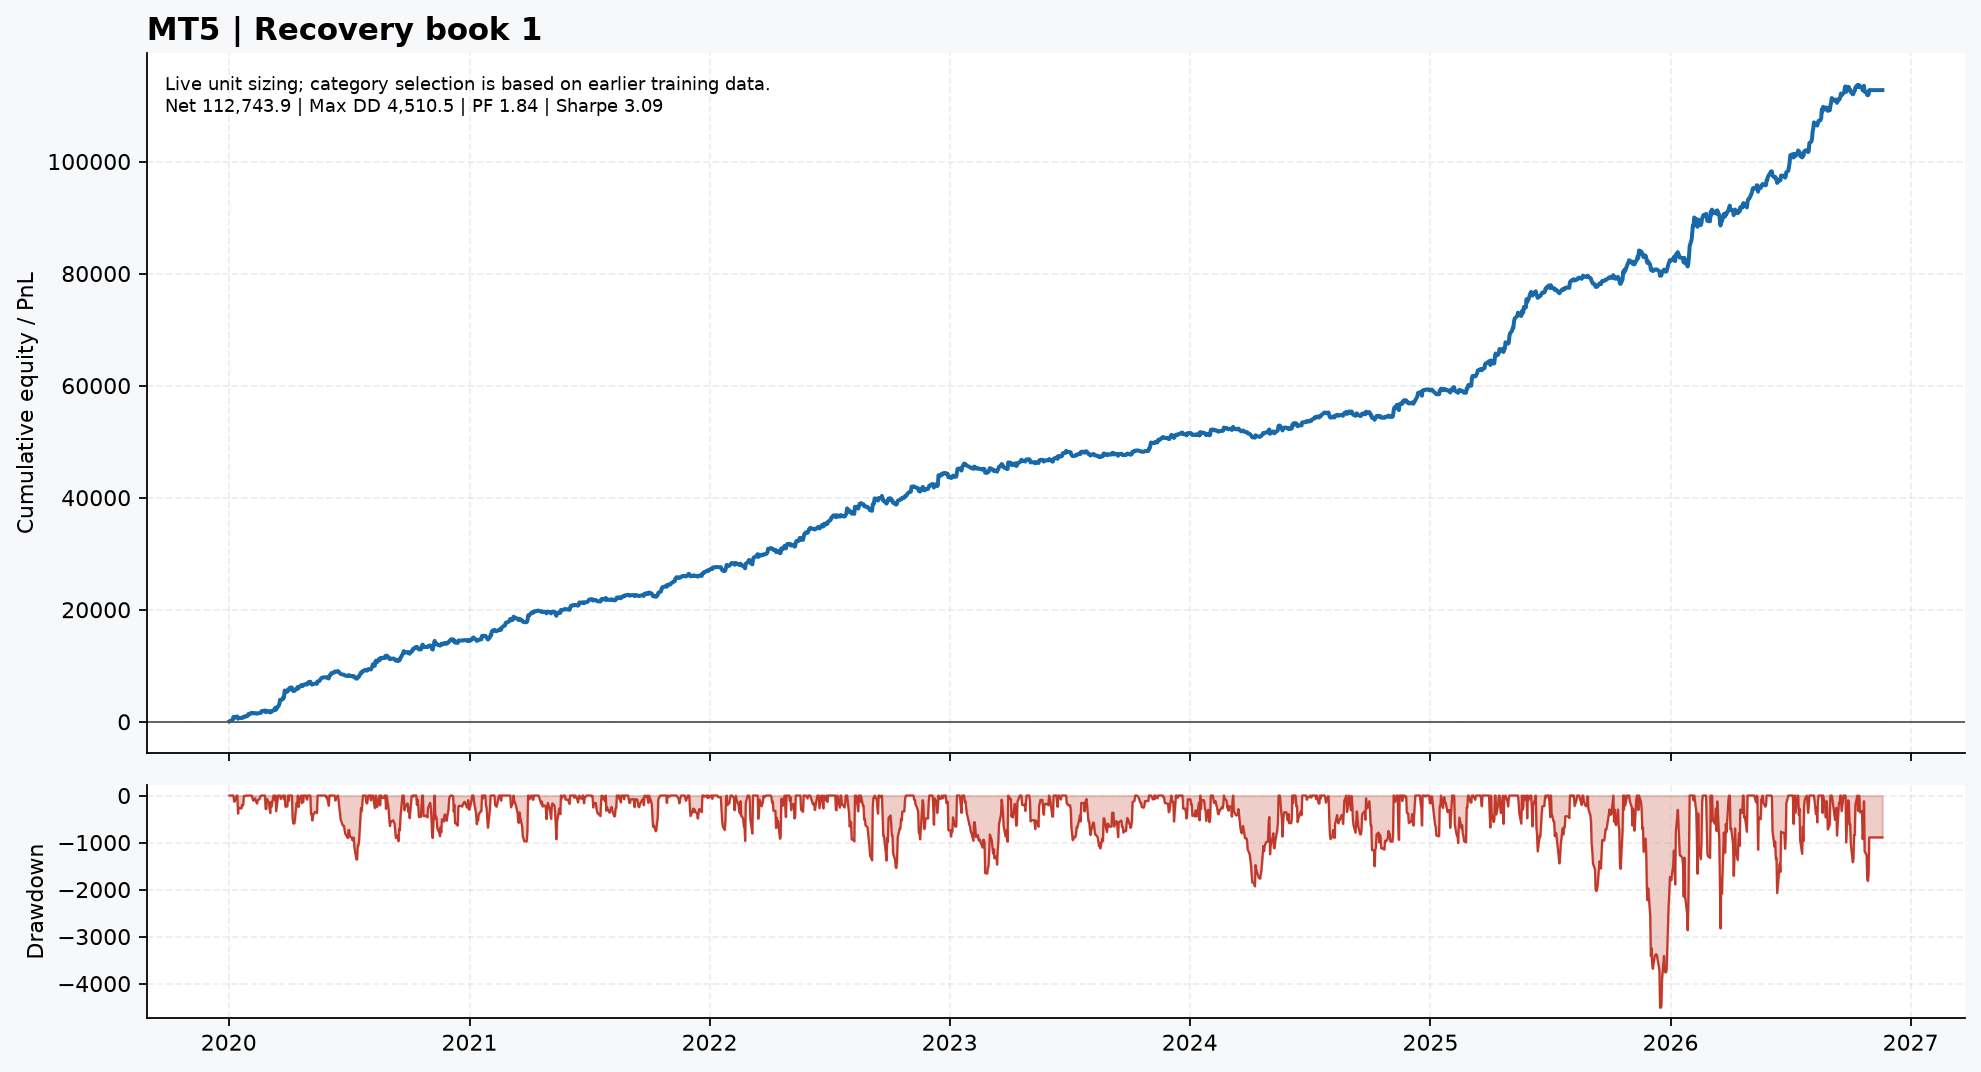 MT5 | Recovery book 1
Live unit sizing; category selection is based on earlier training data.
Net 112,743.9 | Max DD 4,510.5 | PF 1.84 | Sharpe 3.09
Cumulative equity / PnL
100000
80000
60000
40000
20000
0
Drawdown
0
−1000
−2000
−3000
−4000
2020 2021 2022 2023 2024 2025 2026 2027